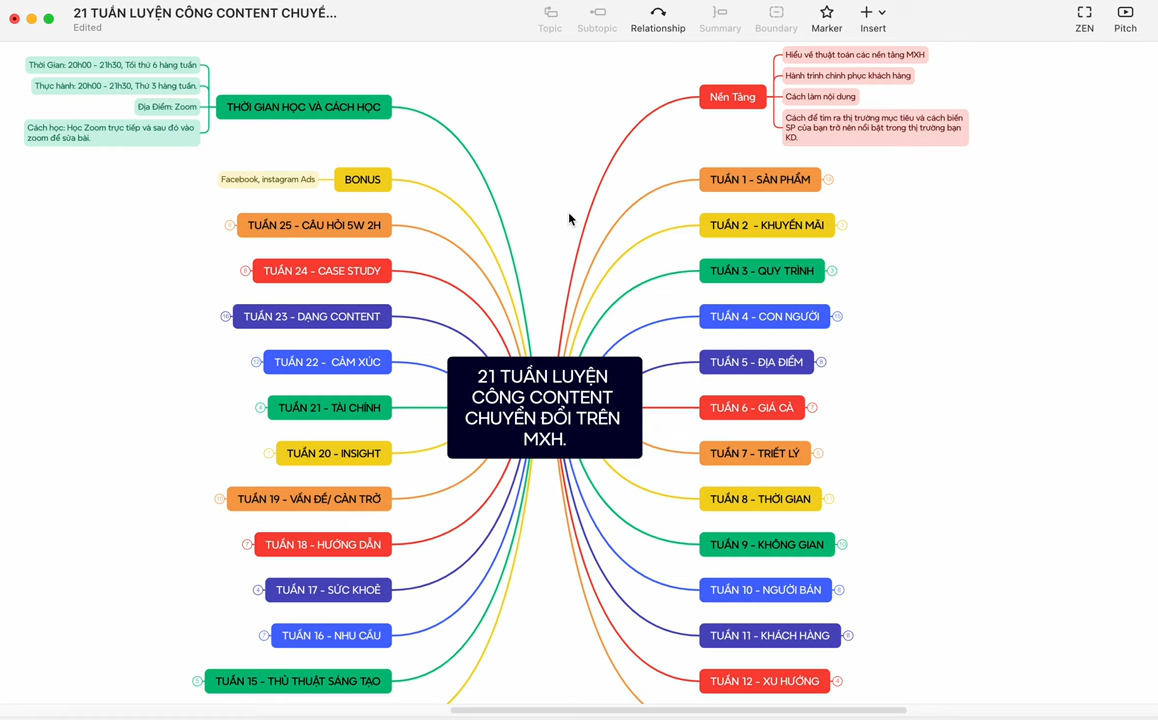 21 TUẦN LUYỆN CÔNG CONTENT CHUYÊ...
Edited
Topic
Subtopic
Relationship
Summary
Boundary
Marker
Insert
ZEN
Pitch
Thời Gian: 20h00 - 21h30, Tối thứ 6 hàng tuần
Thực hành: 20h00 - 21h30, Thứ 3 hàng tuần.
Địa Điểm: Zoom
Cách học: Học Zoom trực tiếp và sau đó vào
zoom để sửa bài.
THỜI GIAN HỌC VÀ CÁCH HỌC
Facebook, instagram Ads
BONUS
TUẦN 25 - CÂU HỎI 5W 2H
TUẦN 24 - CASE STUDY
TUẦN 23 - DẠNG CONTENT
TUẦN 22 - CẢM XÚC
TUẦN 21 - TÀI CHÍNH
TUẦN 20 - INSIGHT
TUẦN 19 - VẤN ĐỀ/ CẢN TRỞ
TUẦN 18 - HƯỚNG DẪN
TUẦN 17 - SỨC KHOẺ
TUẦN 16 - NHU CẦU
TUẦN 15 - THỦ THUẬT SÁNG TẠO
21 TUẦN LUYỆN
CÔNG CONTENT
CHUYỂN ĐỔI TRÊN
MXH.
Nền Tảng
Hiểu về thuật toán các nền tảng MXH
Hành trình chinh phục khách hàng
Cách làm nội dung
Cách để tìm ra thị trường mục tiêu và cách biến
SP của bạn trở nên nổi bật trong thị trường bạn
KD.
TUẦN 1 - SẢN PHẨM
TUẦN 2 - KHUYẾN MÃI
TUẦN 3 - QUY TRÌNH
TUẦN 4 - CON NGƯỜI
TUẦN 5 - ĐỊA ĐIỂM
TUẦN 6 - GIÁ CẢ
TUẦN 7 - TRIẾT LÝ
TUẦN 8 - THỜI GIAN
TUẦN 9 - KHÔNG GIAN
TUẦN 10 - NGƯỜI BÁN
TUẦN 11 - KHÁCH HÀNG
TUẦN 12 - XU HƯỚNG